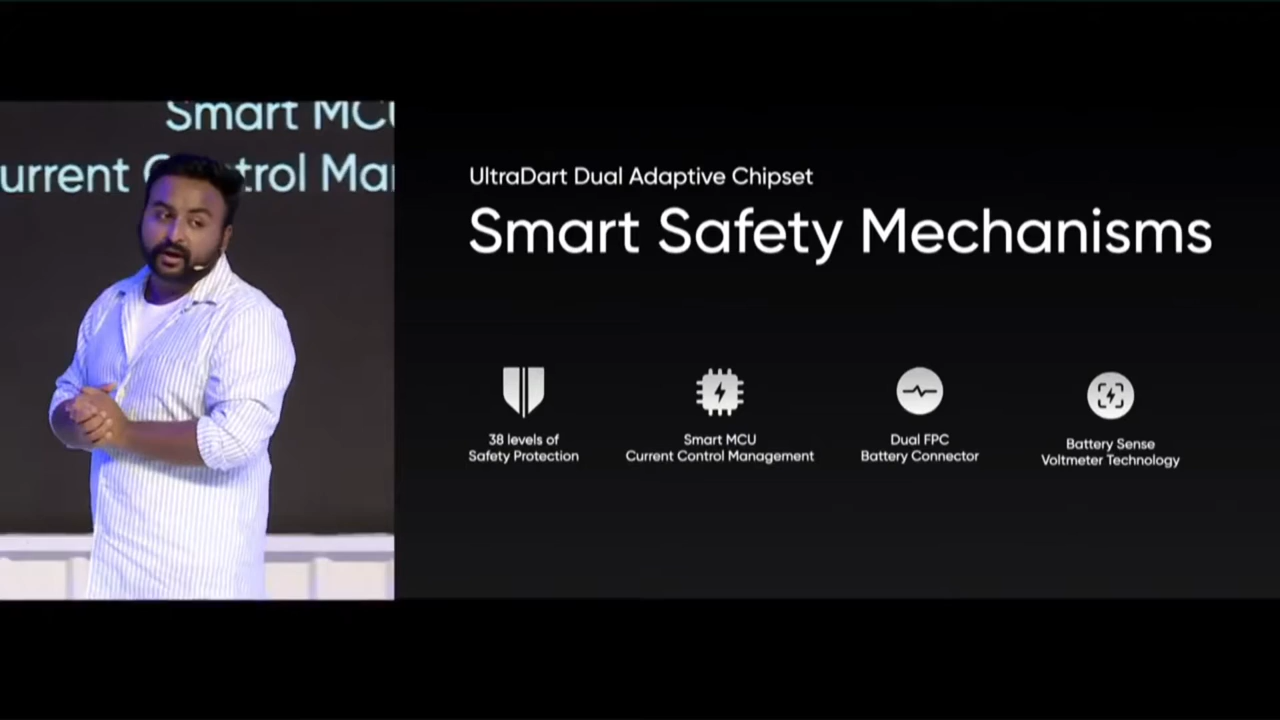 Smart MCU
urrent C trol Ma
UltraDart Dual Adaptive Chipset
Smart Safety Mechanisms
38 levels of
Safety Protection
Smart MCU
Current Control Management
Dual FPC
Battery Connector
Battery Sense
Voltmeter Technology